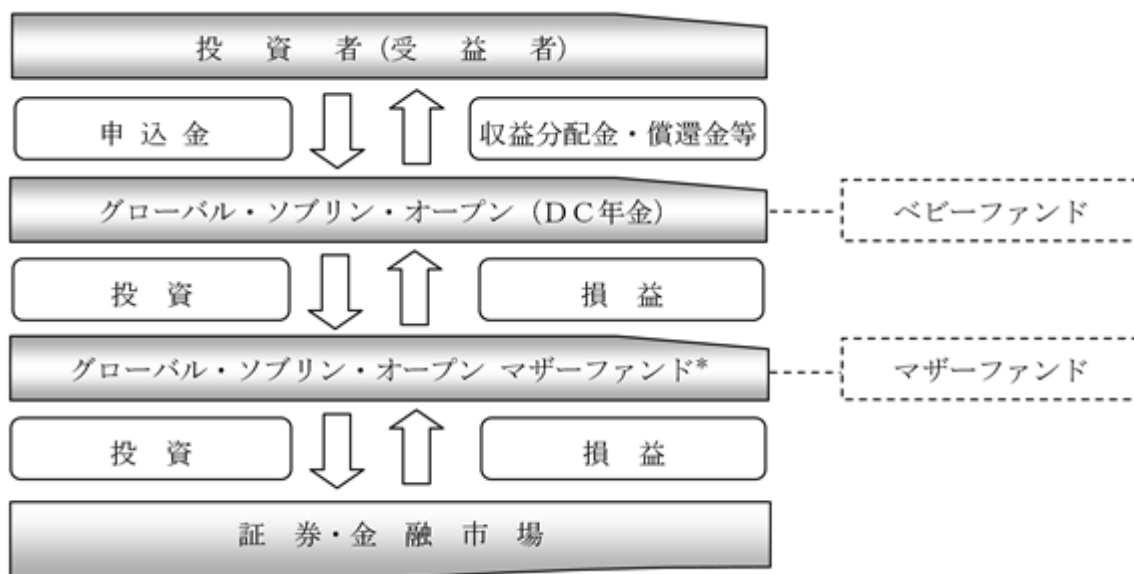 投資者(受益者)
申込金
収益分配金・償還金等
グローバル・ソブリン・オープン(DC年金)
ベビーファンド
投資
損益
グローバル・ソブリン・オープン マザーファンド*
マザーファンド
投資
損益
証券・金融市場